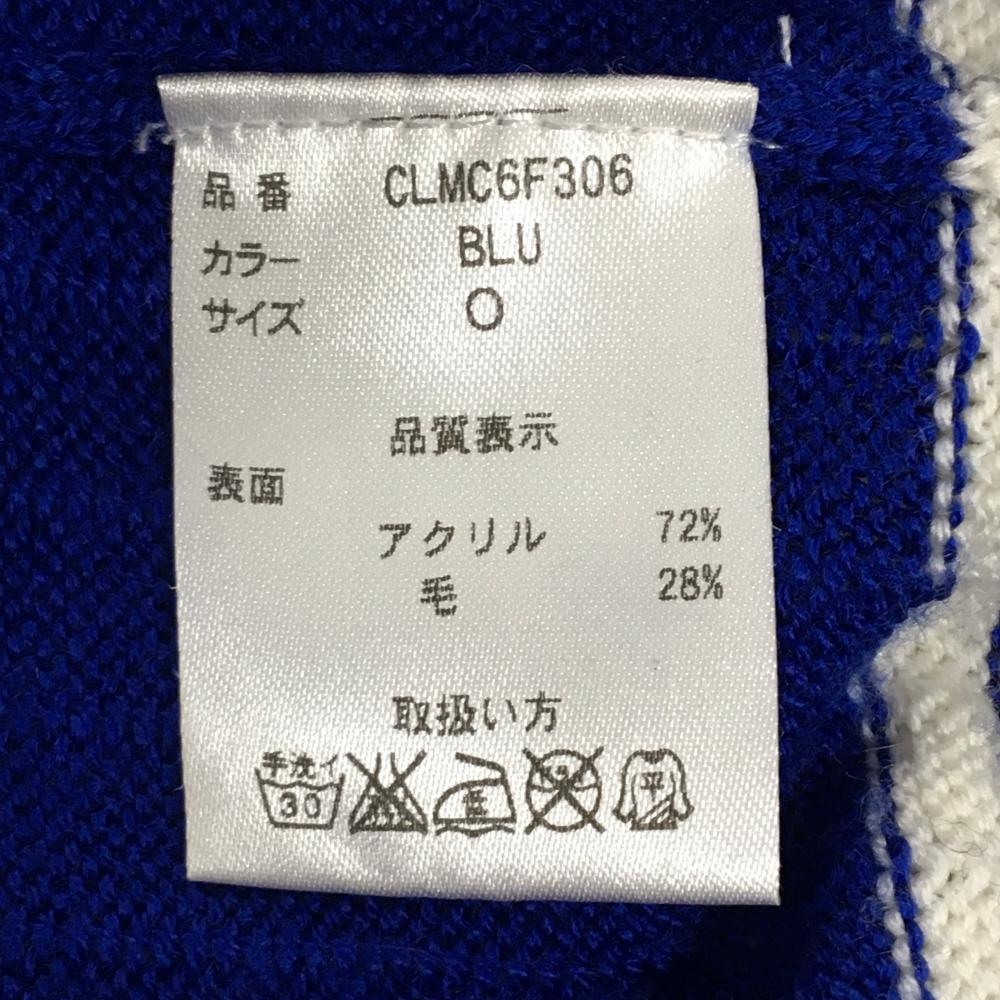 品番 CLMC6F306
カラー BLU
サイズ O
品質表示
表面
アクリル 72%
毛 28%
取扱い方
手洗イ 30 低 平